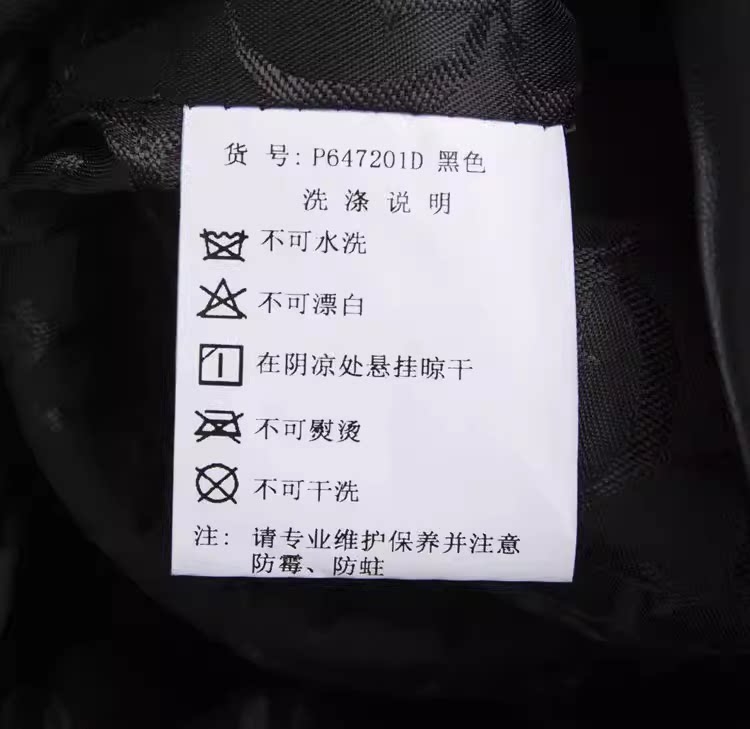 货 号: P647201D 黑色
洗 涤 说 明
不可水洗
不可漂白
在阴凉处悬挂晾干
不可熨烫
不可干洗
注: 请专业维护保养并注意
防霉、防蛀